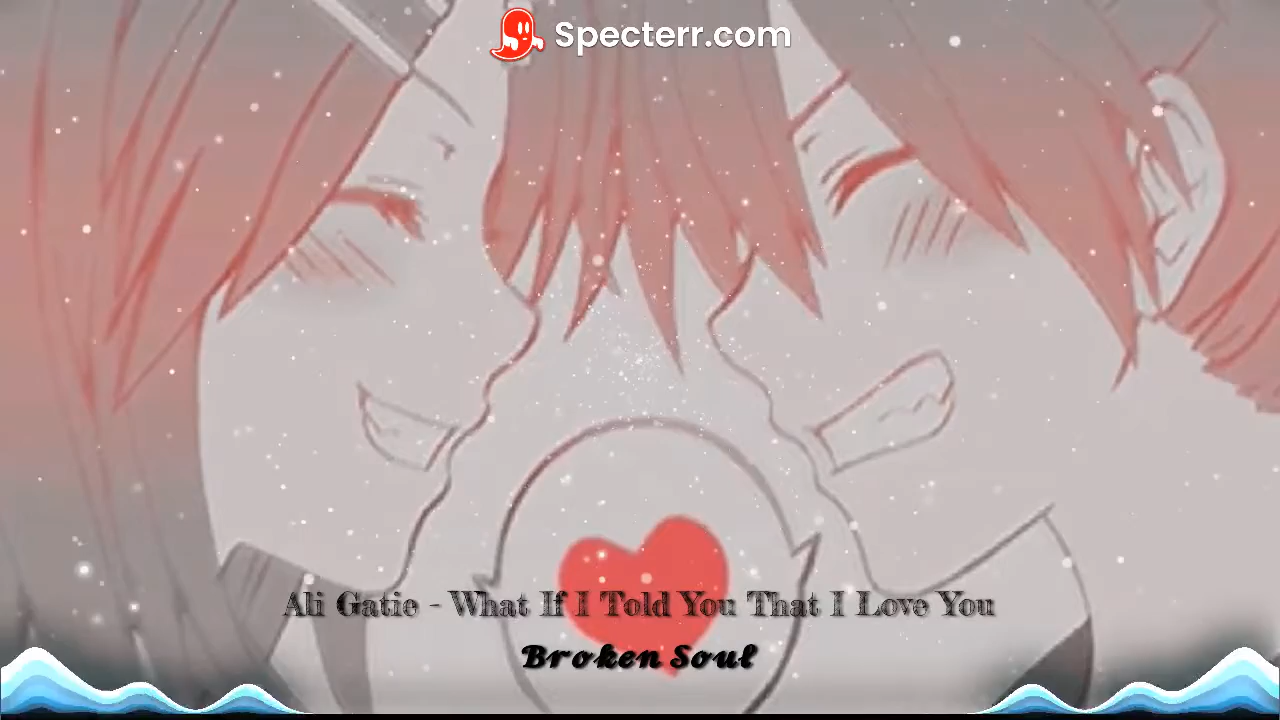 Specterr.com
Ali Gatie - What If I Told You That I Love You
Broken Soul